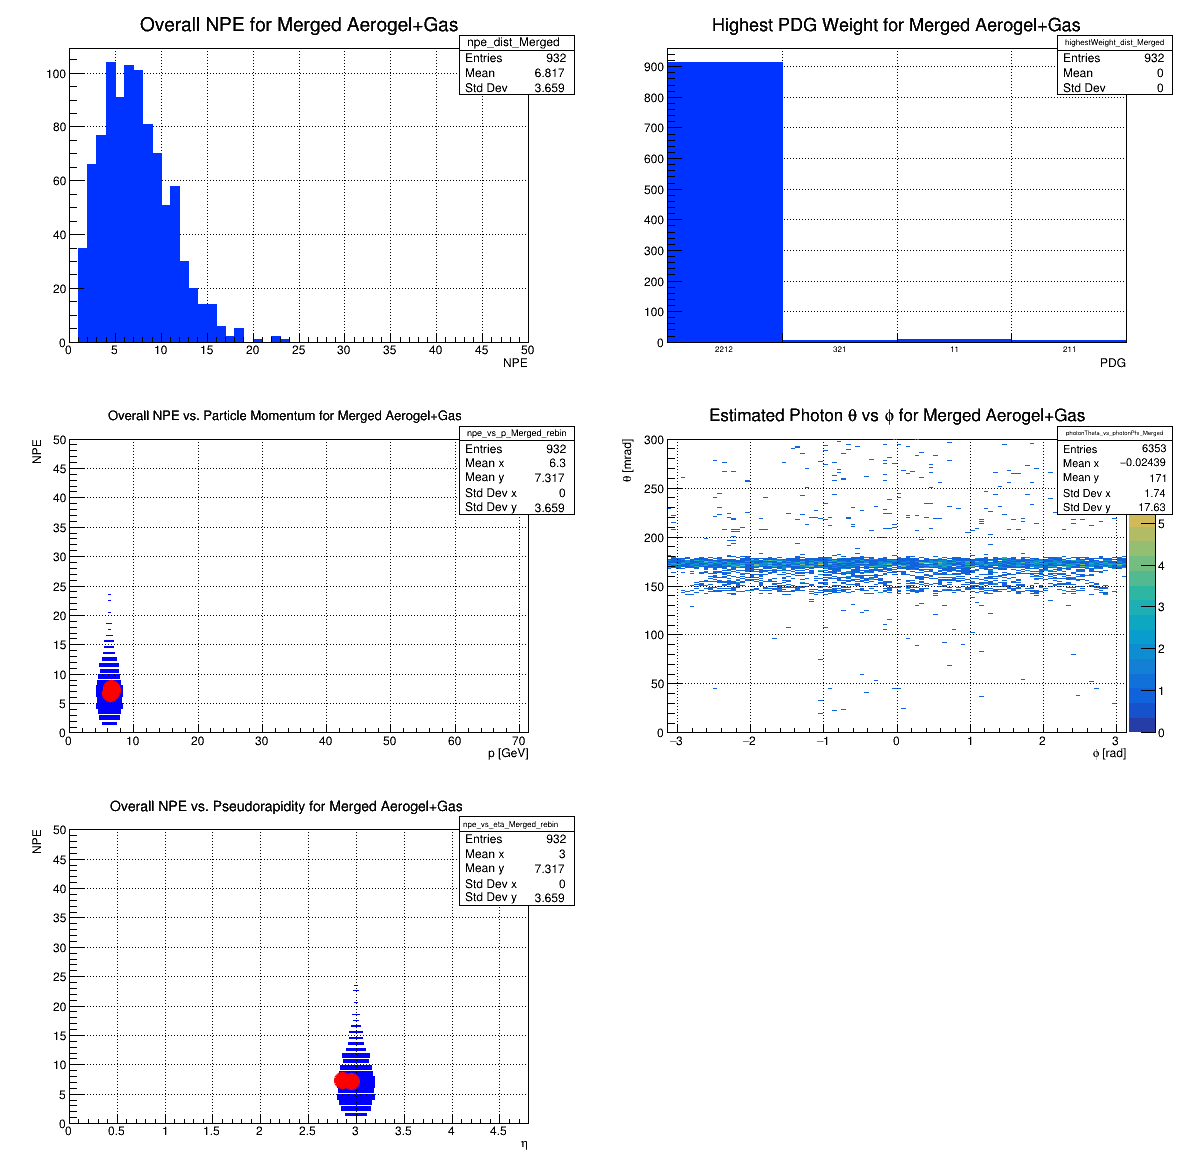 Overall NPE for Merged Aerogel+Gas
npe_dist_Merged
Entries 932
Mean 6.817
Std Dev 3.659
100
80
60
40
20
0
0 5 10 15 20 25 30 35 40 45 50
NPE
Highest PDG Weight for Merged Aerogel+Gas
highestWeight_dist_Merged
Entries 932
Mean 0
Std Dev 0
900
800
700
600
500
400
300
200
100
0
2212 321 11 211
PDG
Overall NPE vs. Particle Momentum for Merged Aerogel+Gas
NPE
npe_vs_p_Merged_rebin
Entries 932
Mean x 6.3
Mean y 7.317
Std Dev x 0
Std Dev y 3.659
50
45
40
35
30
25
20
15
10
5
0
0 10 20 30 40 50 60 70
p [GeV]
Estimated Photon θ vs ϕ for Merged Aerogel+Gas
θ [mrad]
photonTheta_vs_photonPhi_Merged
Entries 6353
Mean x −0.02439
Mean y 171
Std Dev x 1.74
Std Dev y 17.63
300
250
200
150
100
50
0
−3 −2 −1 0 1 2 3
ϕ [rad]
5
4
3
2
1
0
Overall NPE vs. Pseudorapidity for Merged Aerogel+Gas
NPE
npe_vs_eta_Merged_rebin
Entries 932
Mean x 3
Mean y 7.317
Std Dev x 0
Std Dev y 3.659
50
45
40
35
30
25
20
15
10
5
0
0 0.5 1 1.5 2 2.5 3 3.5 4 4.5
η